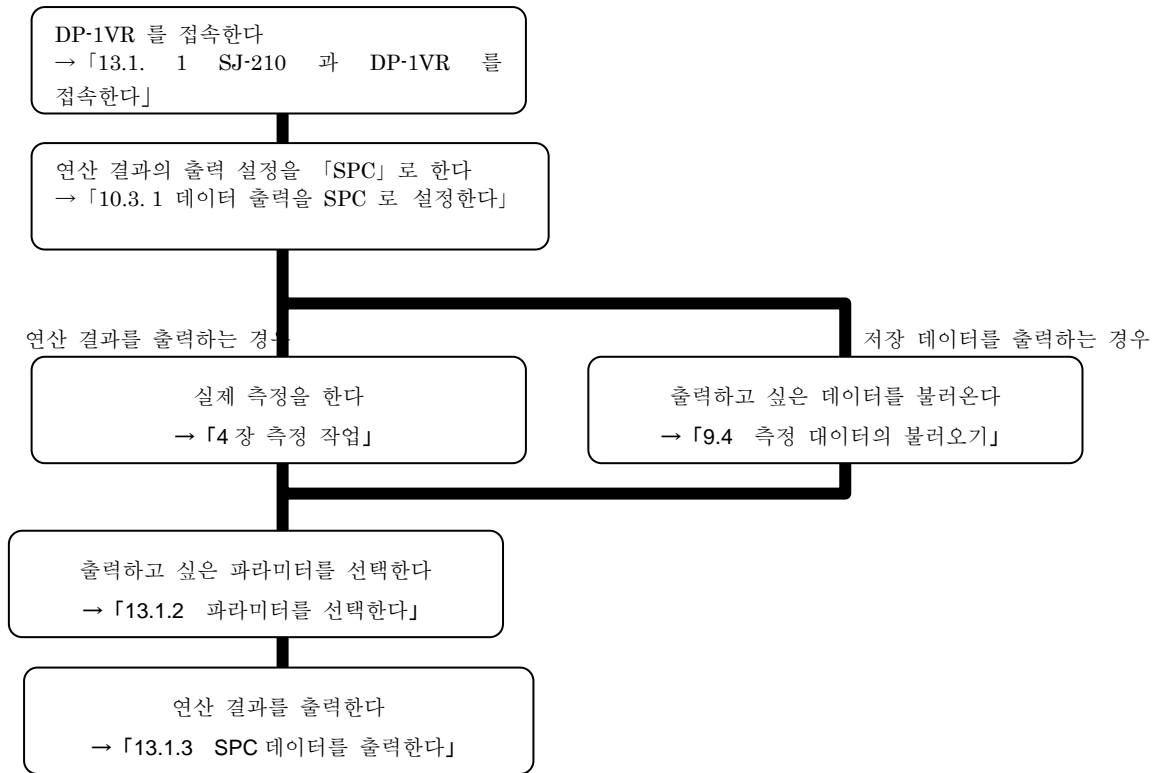 DP-1VR 를 접속한다
→「13.1. 1 SJ-210 과 DP-1VR 를
접속한다」
연산 결과의 출력 설정을 「SPC」로 한다
→「10.3. 1 데이터 출력을 SPC 로 설정한다」
연산 결과를 출력하는 경우
저장 데이터를 출력하는 경우
실제 측정을 한다
→「4 장 측정 작업」
출력하고 싶은 데이터를 불러온다
→「9.4 측정 대이터의 불러오기」
출력하고 싶은 파라미터를 선택한다
→「13.1.2 파라미터를 선택한다」
연산 결과를 출력한다
→「13.1.3 SPC 데이터를 출력한다」